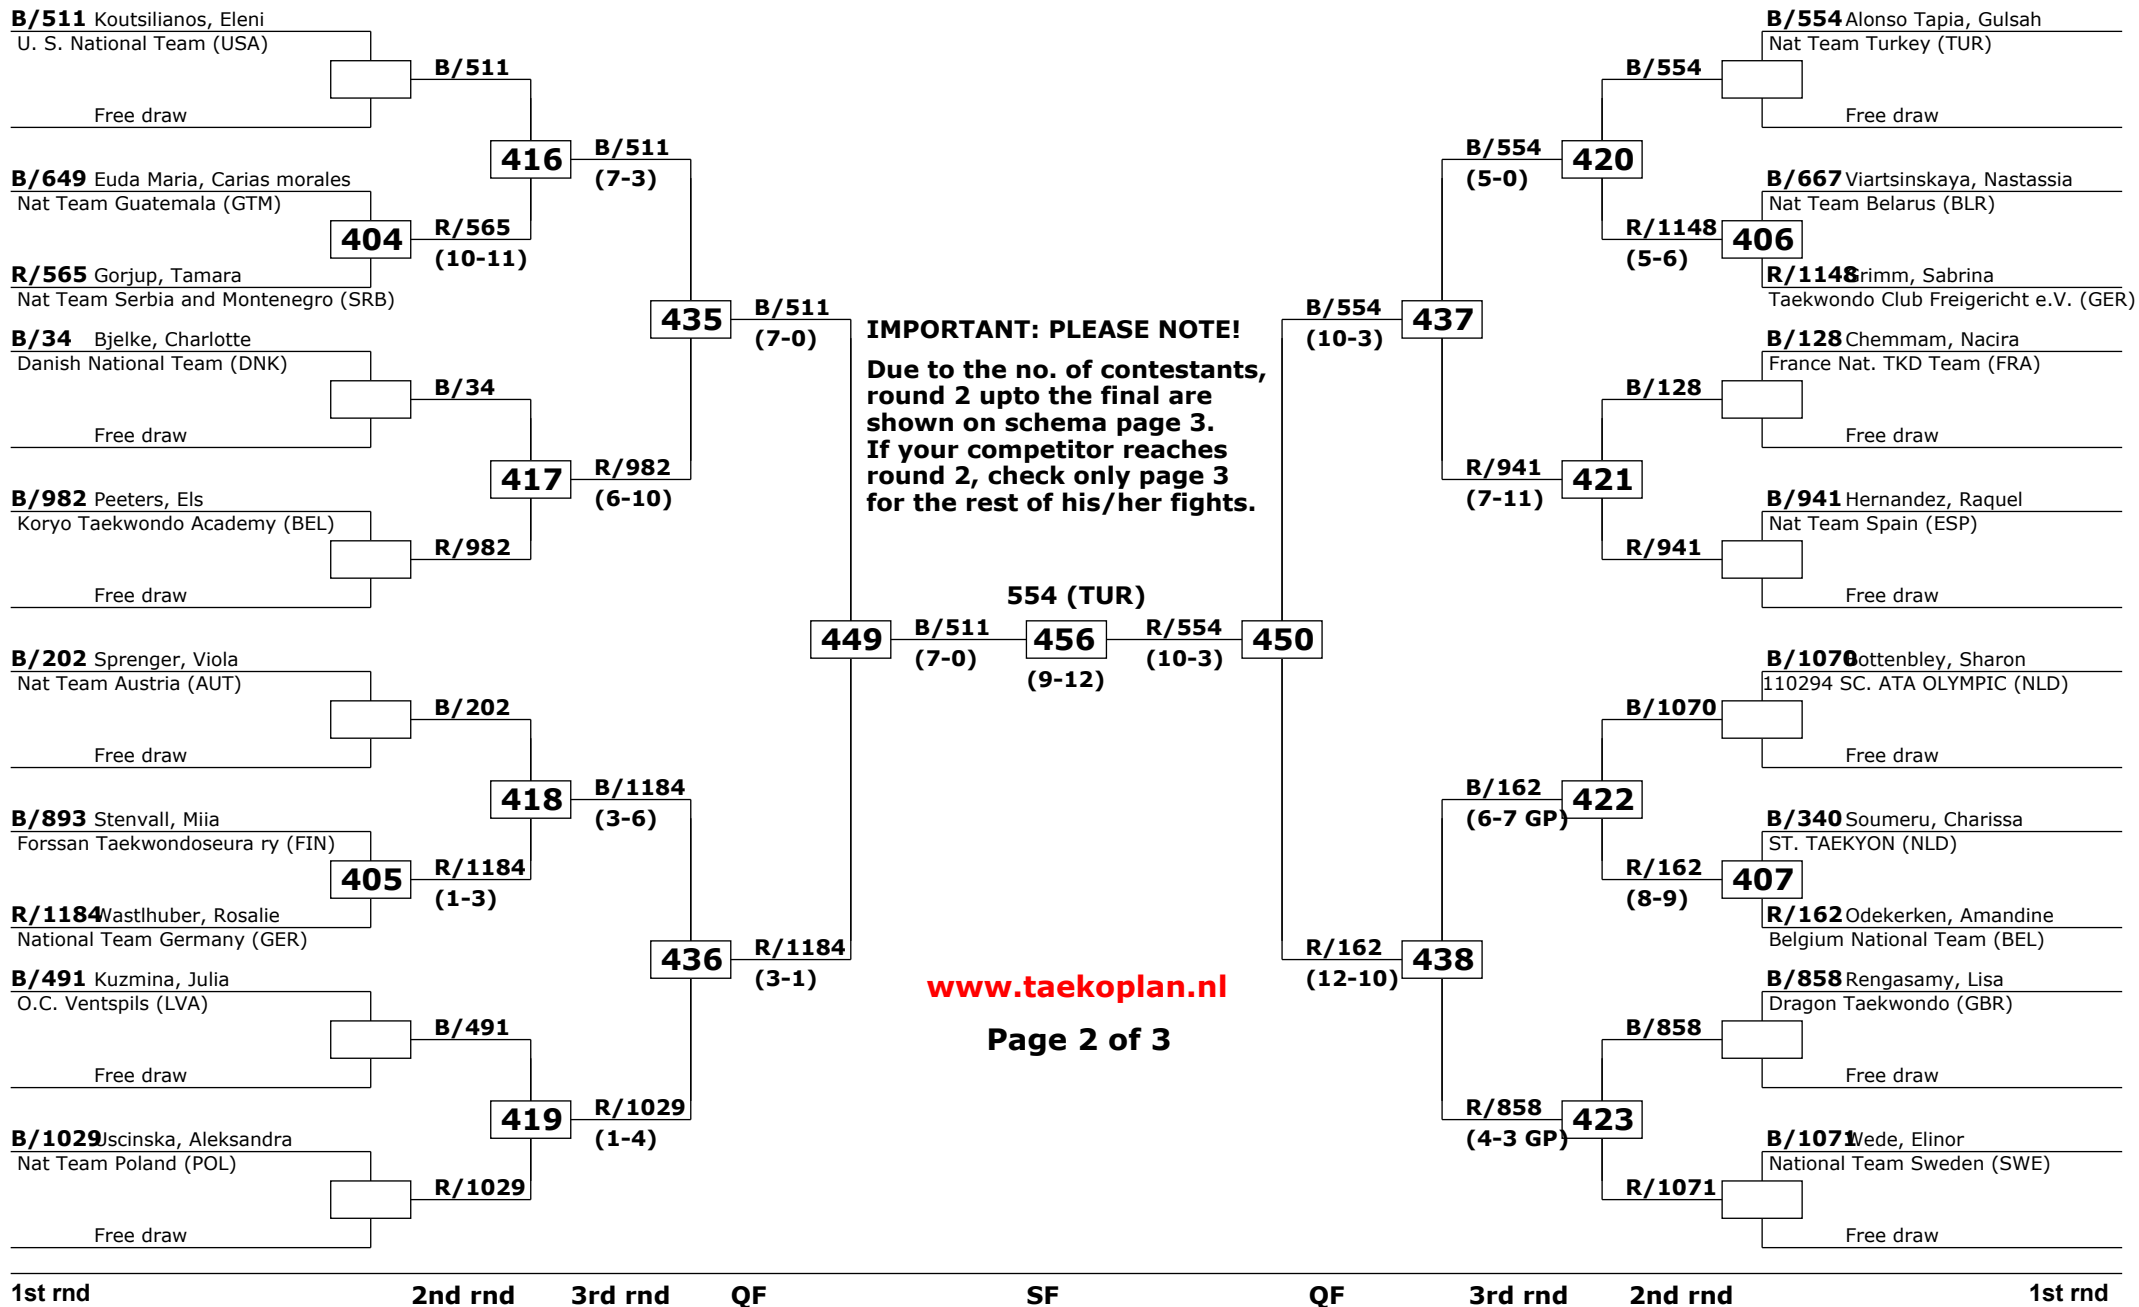 B/511 Koutsilianos, Eleni
U. S. National Team (USA)
Free draw
B/511
B/649 Euda Maria, Carias morales
Nat Team Guatemala (GTM)
404
R/565
(10-11)
R/565 Gorjup, Tamara
Nat Team Serbia and Montenegro (SRB)
416
B/511
(7-3)
B/34 Bjelke, Charlotte
Danish National Team (DNK)
Free draw
B/34
417
R/982
(6-10)
B/982 Peeters, Els
Koryo Taekwondo Academy (BEL)
Free draw
R/982
435
B/511
(7-0)
B/202 Sprenger, Viola
Nat Team Austria (AUT)
Free draw
B/202
418
B/1184
(3-6)
B/893 Stenvall, Miia
Forssan Taekwondoseura ry (FIN)
405
R/1184
(1-3)
R/1184 Wastlhuber, Rosalie
National Team Germany (GER)
436
R/1184
(3-1)
B/491 Kuzmina, Julia
O.C. Ventspils (LVA)
Free draw
B/491
419
R/1029
(1-4)
B/1029 Uscinska, Aleksandra
Nat Team Poland (POL)
Free draw
R/1029
IMPORTANT: PLEASE NOTE!
Due to the no. of contestants,
round 2 upto the final are
shown on schema page 3.
If your competitor reaches
round 2, check only page 3
for the rest of his/her fights.
554 (TUR)
449
B/511
(7-0)
456
(9-12)
R/554
(10-3)
450
www.taekoplan.nl
Page 2 of 3
B/554 Alonso Tapia, Gulsah
Nat Team Turkey (TUR)
Free draw
B/554
420
B/554
(5-0)
B/667 Viartsinskaya, Nastassia
Nat Team Belarus (BLR)
406
R/1148
(5-6)
R/1148 Grimm, Sabrina
Taekwondo Club Freigericht e.V. (GER)
437
B/554
(10-3)
B/128 Chemmam, Nacira
France Nat. TKD Team (FRA)
Free draw
B/128
421
R/941
(7-11)
B/941 Hernandez, Raquel
Nat Team Spain (ESP)
Free draw
R/941
B/1070 Bottenbley, Sharon
110294 SC. ATA OLYMPIC (NLD)
Free draw
B/1070
422
B/162
(6-7 GP)
B/340 Soumeru, Charissa
ST. TAEKYON (NLD)
407
R/162
(8-9)
R/162 Odekerken, Amandine
Belgium National Team (BEL)
438
R/162
(12-10)
B/858 Rengasamy, Lisa
Dragon Taekwondo (GBR)
Free draw
B/858
423
R/858
(4-3 GP)
B/1071 Wede, Elinor
National Team Sweden (SWE)
Free draw
R/1071
1st rnd 2nd rnd 3rd rnd QF SF QF 3rd rnd 2nd rnd 1st rnd